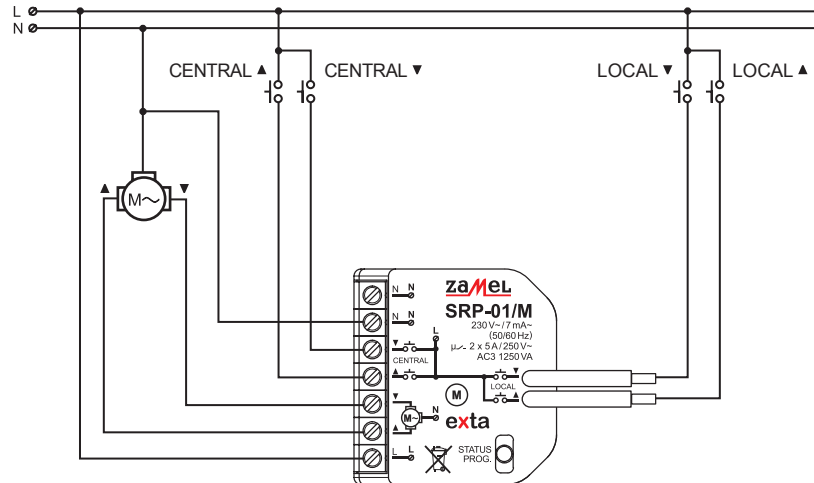 L
N
CENTRAL ▲
CENTRAL ▼
LOCAL ▼
LOCAL ▲
▲
▼
M~
zaMeL
SRP-01/M
230 V~ / 7 mA~
(50/60 Hz)
µ 2 x 5A / 250 V~
AC3 1250 VA
N N
N N
L
▼
CENTRAL
▲
▼
LOCAL
▲
M
▼
M~
N
▲
exta
L L
STATUS
PROG.